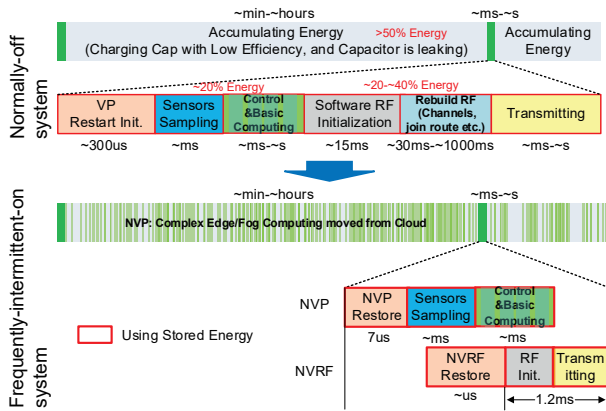 ~min-~hours
~ms-~s
Accumulating Energy >50% Energy
(Charging Cap with Low Efficiency, and Capacitor is leaking)
Accumulating
Energy
Normally-off
system
~20% Energy
~20-~40% Energy
VP
Restart Init.
Sensors
Sampling
Control
&Basic
Computing
Software RF
Initialization
Rebuild RF
(Channels,
join route etc.)
Transmitting
~300us
~ms
~ms-~s
~15ms
~30ms-~1000ms
~ms-~s
~min-~hours
~ms-~s
NVP: Complex Edge/Fog Computing moved from Cloud
Frequently-intermittent-on
system
NVP
NVP
Restore
Sensors
Sampling
Control
&Basic
Computing
7us
~ms
~ms
Using Stored Energy
NVRF
NVRF
Restore
RF
Init.
Transm
itting
~us
1.2ms